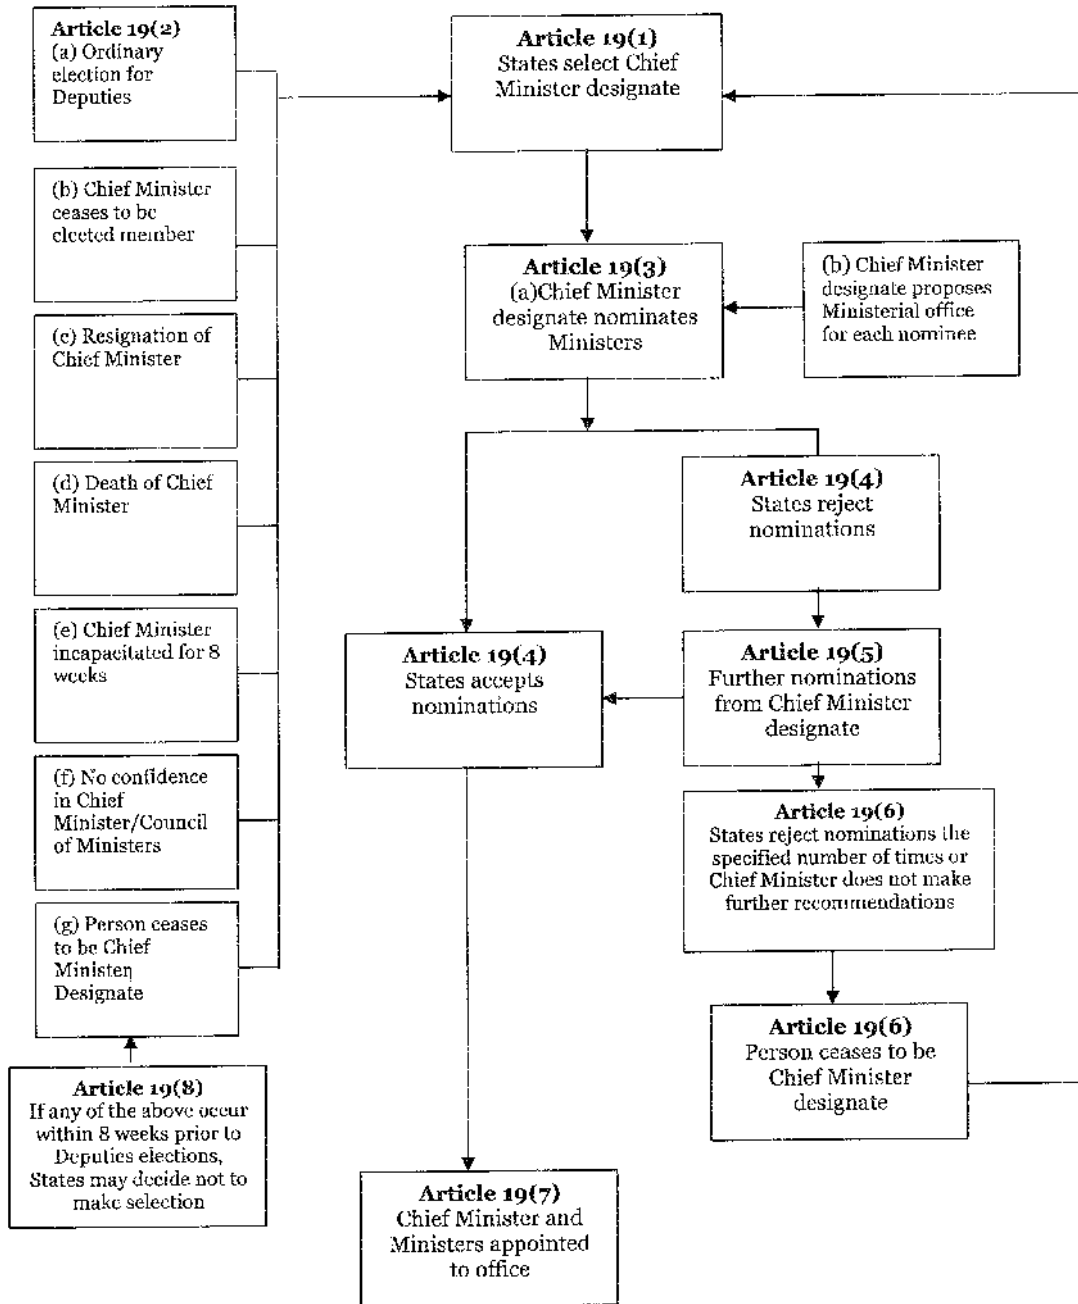 Article 19(2)
(a) Ordinary
election for
Deputies
(b) Chief Minister
ceases to be
elected member
(c) Resignation of
Chief Minister
(d) Death of Chief
Minister
(e) Chief Minister
incapacitated for 8
weeks
(f) No confidence
in Chief
Minister/Council
of Ministers
(g) Person ceases
to be Chief
Minister
Designate
Article 19(8)
If any of the above occur
within 8 weeks prior to
Deputies elections,
States may decide not to
make selection
Article 19(1)
States select Chief
Minister designate
Article 19(3)
(a)Chief Minister
designate nominates
Ministers
(b) Chief Minister
designate proposes
Ministerial office
for each nominee
Article 19(4)
States reject
nominations
Article 19(4)
States accepts
nominations
Article 19(5)
Further nominations
from Chief Minister
designate
Article 19(6)
States reject nominations the
specified number of times or
Chief Minister does not make
further recommendations
Article 19(6)
Person ceases to be
Chief Minister
designate
Article 19(7)
Chief Minister and
Ministers appointed
to office